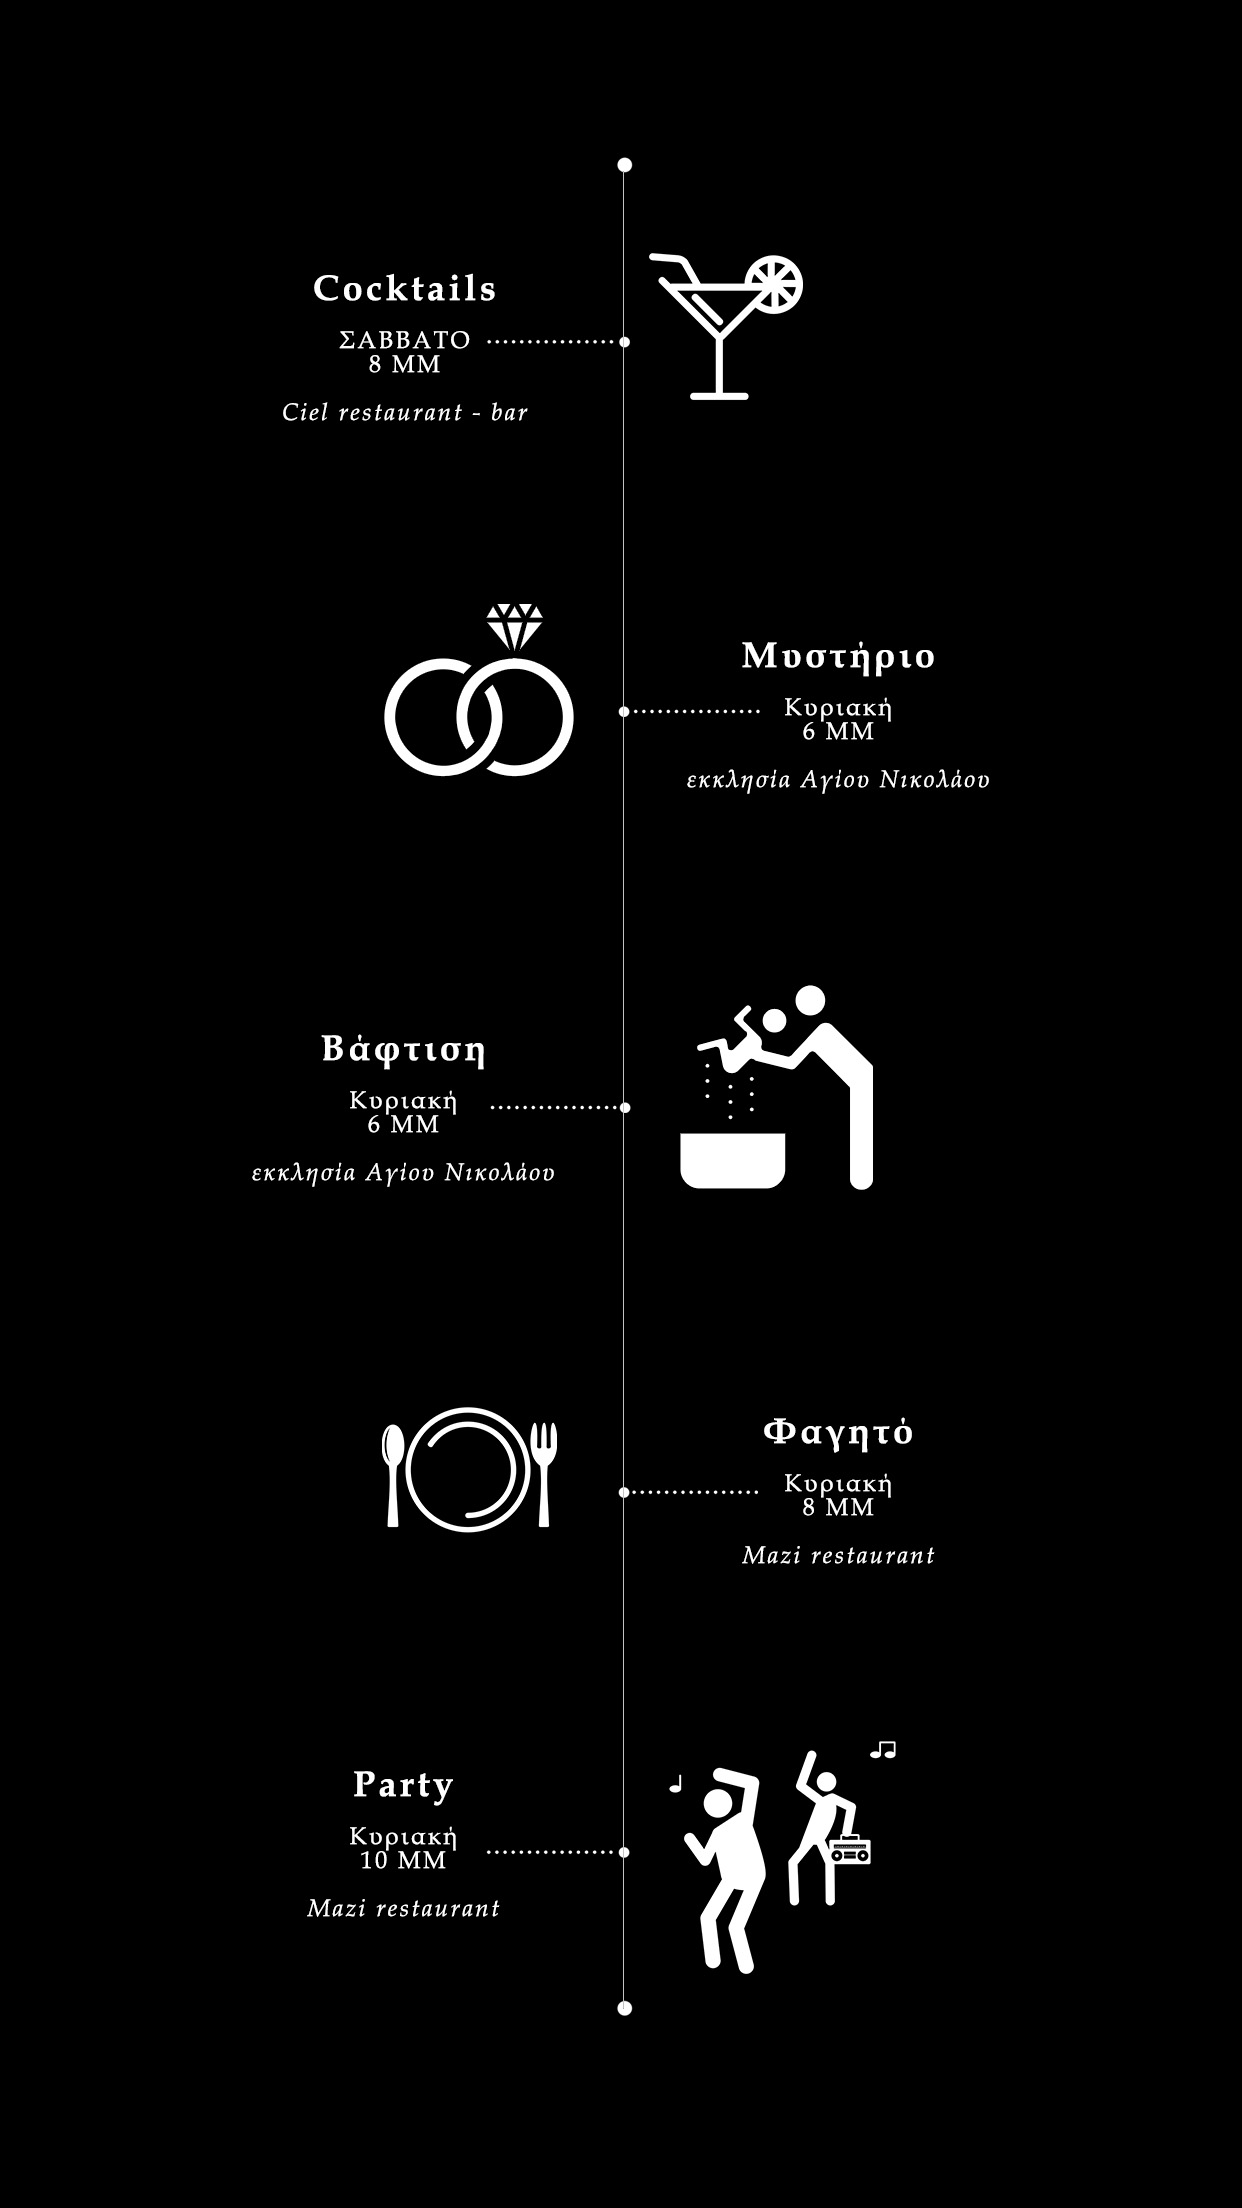 Cocktails
ΣΑΒΒΑΤΟ
8 ΜΜ
Ciel restaurant - bar
Μυστήριο
Κυριακή
6 ΜΜ
εκκλησία Αγίου Νικολάου
Βάφτιση
Κυριακή
6 ΜΜ
εκκλησία Αγίου Νικολάου
Φαγητό
Κυριακή
8 ΜΜ
Mazi restaurant
Party
Κυριακή
10 ΜΜ
Mazi restaurant